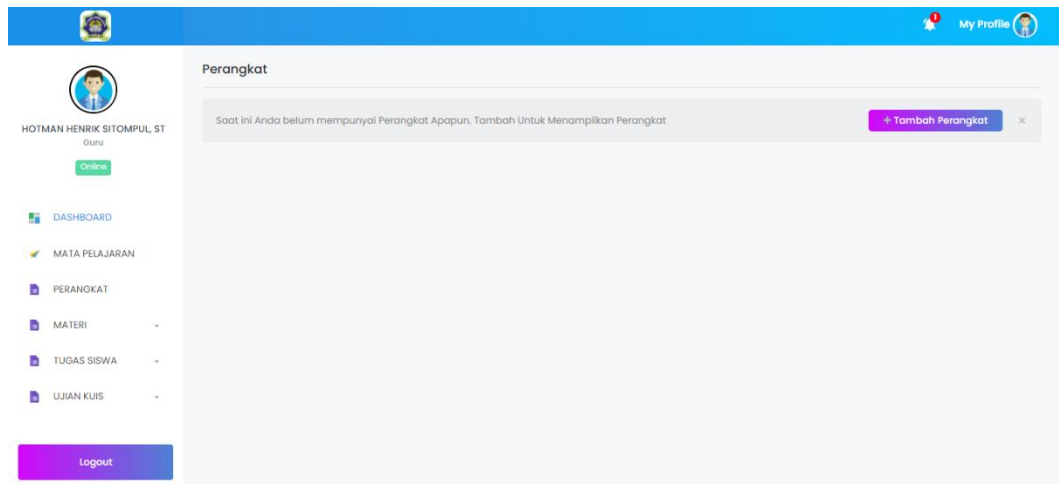 1
My Profile
HOTMAN HENRIK SITOMPUL, ST
Guru
Online
DASHBOARD
MATA PELAJARAN
PERANGKAT
MATERI
TUGAS SISWA
UJIAN KUIS
Logout
Perangkat
Saat ini Anda belum mempunyai Perangkat Apapun. Tambah Untuk Menampilkan Perangkat
+ Tambah Perangkat ×